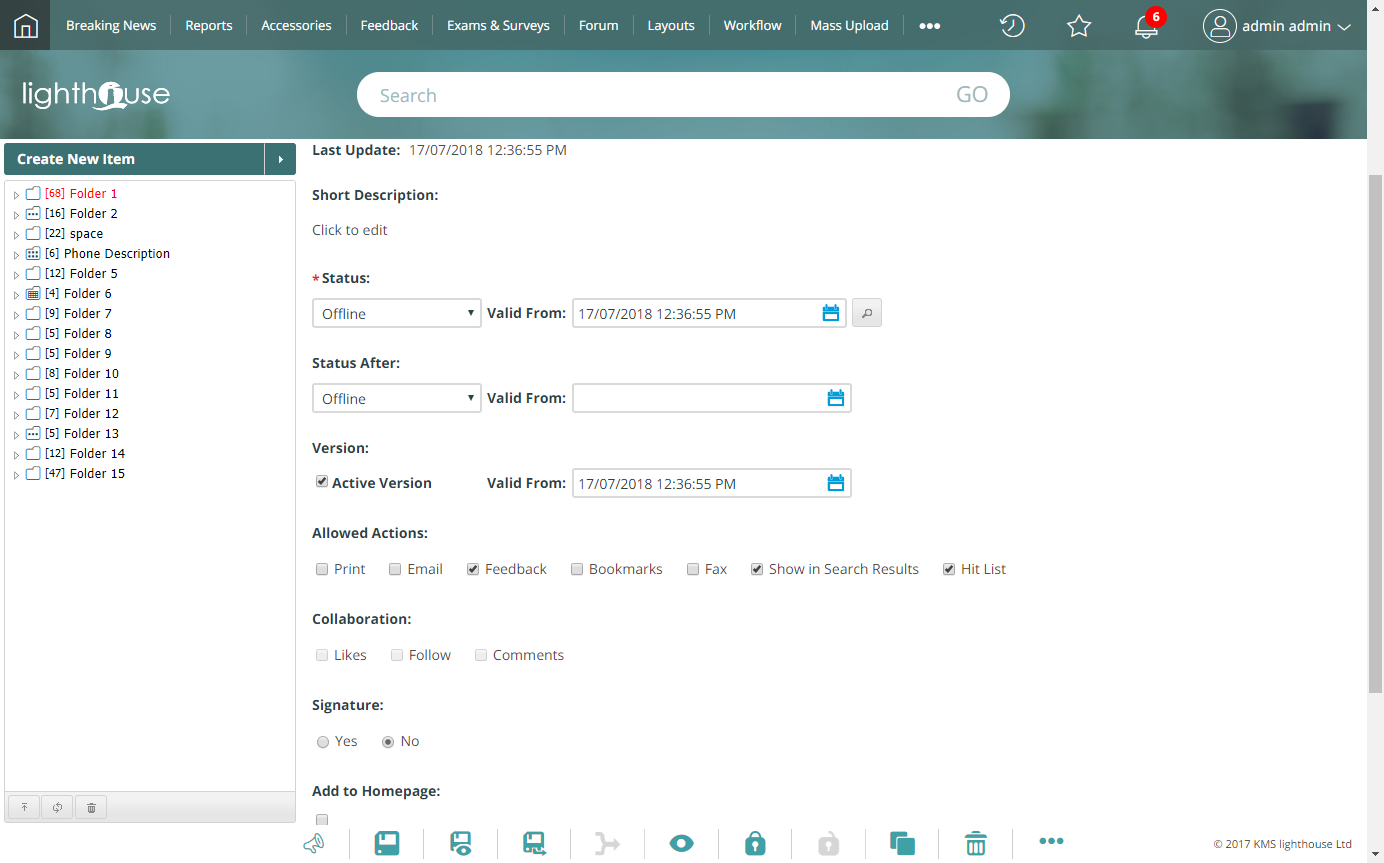 Breaking News Reports Accessories Feedback Exams & Surveys Forum Layouts Workflow Mass Upload ••• 6 admin admin
lighthouse Search GO
Create New Item
[68] Folder 1
[16] Folder 2
[22] space
[6] Phone Description
[12] Folder 5
[4] Folder 6
[9] Folder 7
[5] Folder 8
[5] Folder 9
[8] Folder 10
[5] Folder 11
[7] Folder 12
[5] Folder 13
[12] Folder 14
[47] Folder 15
Last Update: 17/07/2018 12:36:55 PM
Short Description:
Click to edit
* Status:
Offline Valid From: 17/07/2018 12:36:55 PM
Status After:
Offline Valid From:
Version:
Active Version Valid From: 17/07/2018 12:36:55 PM
Allowed Actions:
Print Email Feedback Bookmarks Fax Show in Search Results Hit List
Collaboration:
Likes Follow Comments
Signature:
Yes No
Add to Homepage:
© 2017 KMS lighthouse Ltd